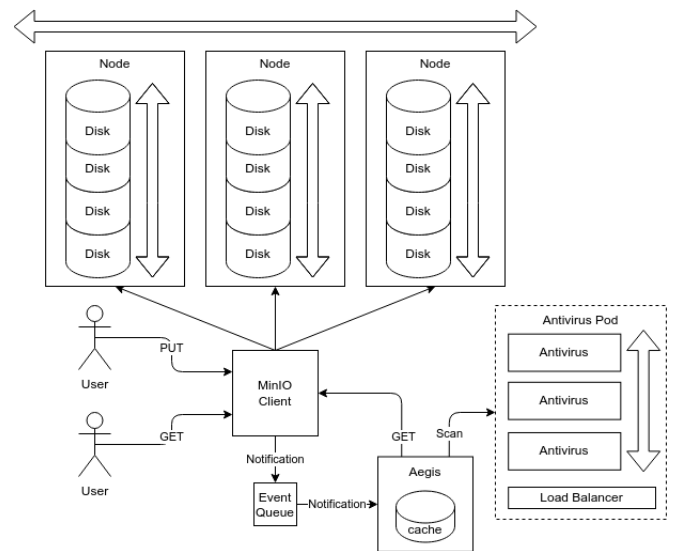 Node
Node
Node
Disk
Disk
Disk
Disk
Disk
Disk
Disk
Disk
Disk
Disk
Disk
Disk
User
PUT
User
GET
MinIO
Client
Notification
Event
Queue
Notification
GET
Scan
Aegis
cache
Antivirus Pod
Antivirus
Antivirus
Antivirus
Load Balancer